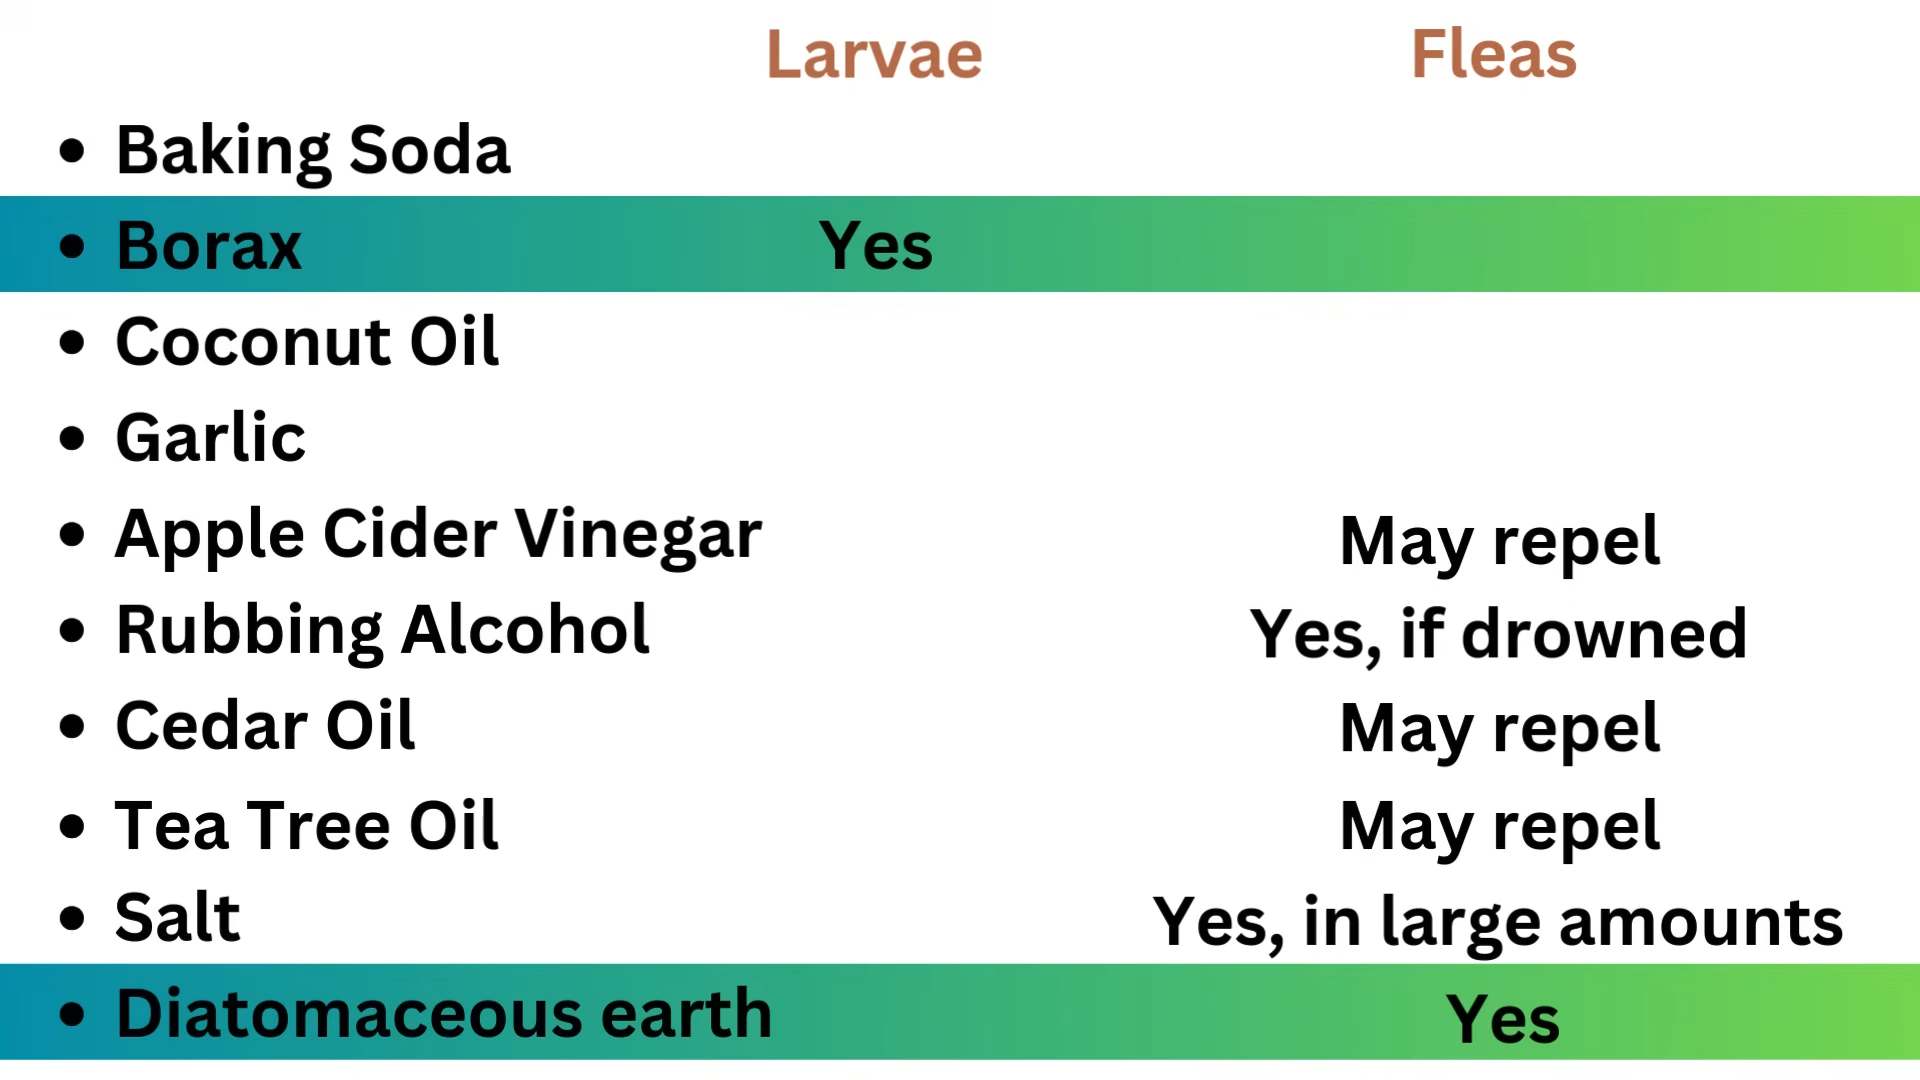 Larvae Fleas
• Baking Soda
• Borax Yes
• Coconut Oil
• Garlic
• Apple Cider Vinegar May repel
• Rubbing Alcohol Yes, if drowned
• Cedar Oil May repel
• Tea Tree Oil May repel
• Salt Yes, in large amounts
• Diatomaceous earth Yes